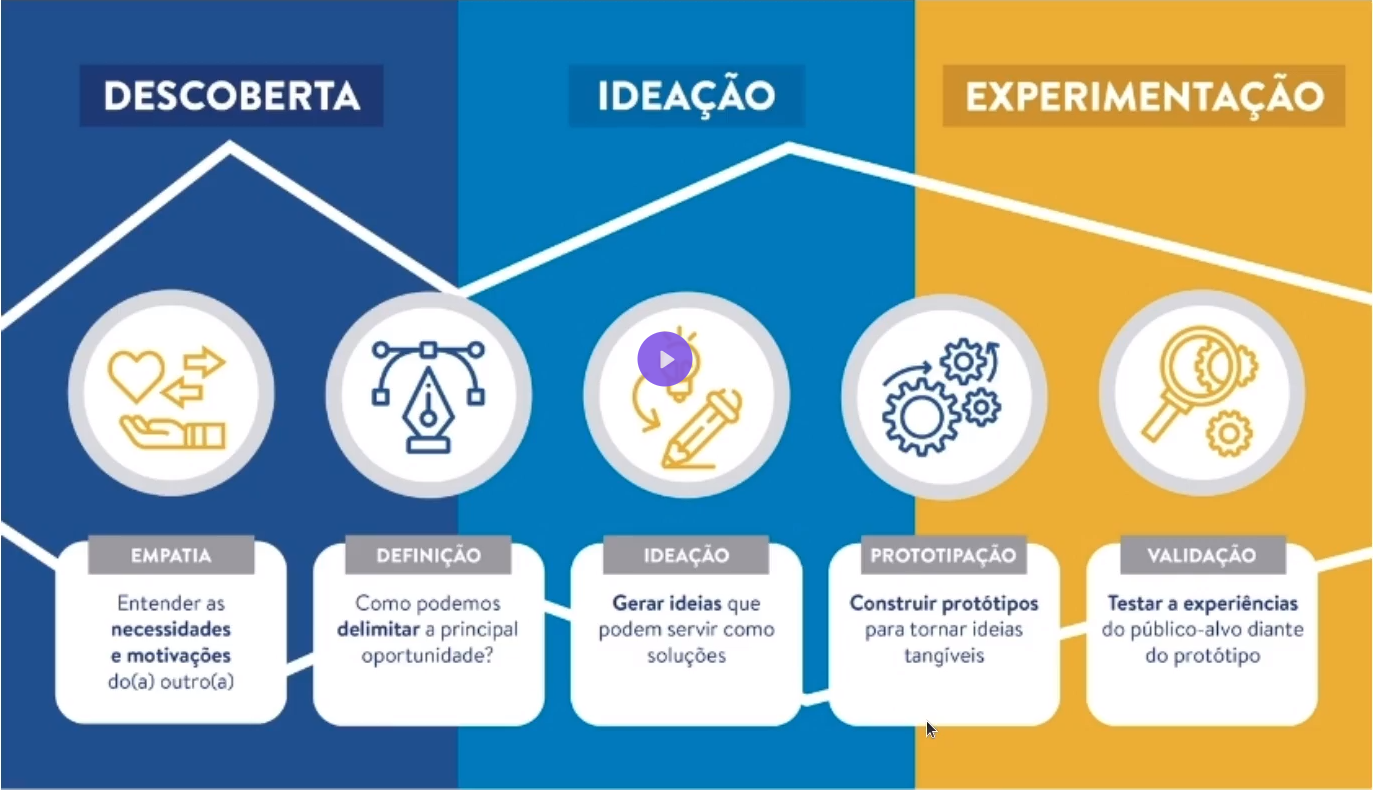 DESCOBERTA
IDEAÇÃO
EXPERIMENTAÇÃO
EMPATIA
Entender as
necessidades
e motivações
do(a) outro(a)
DEFINIÇÃO
Como podemos
delimitar a principal
oportunidade?
IDEAÇÃO
Gerar ideias que
podem servir como
soluções
PROTOTIPAÇÃO
Construir protótipos
para tornar ideias
tangíveis
VALIDAÇÃO
Testar a experiências
do público-alvo diante
do protótipo